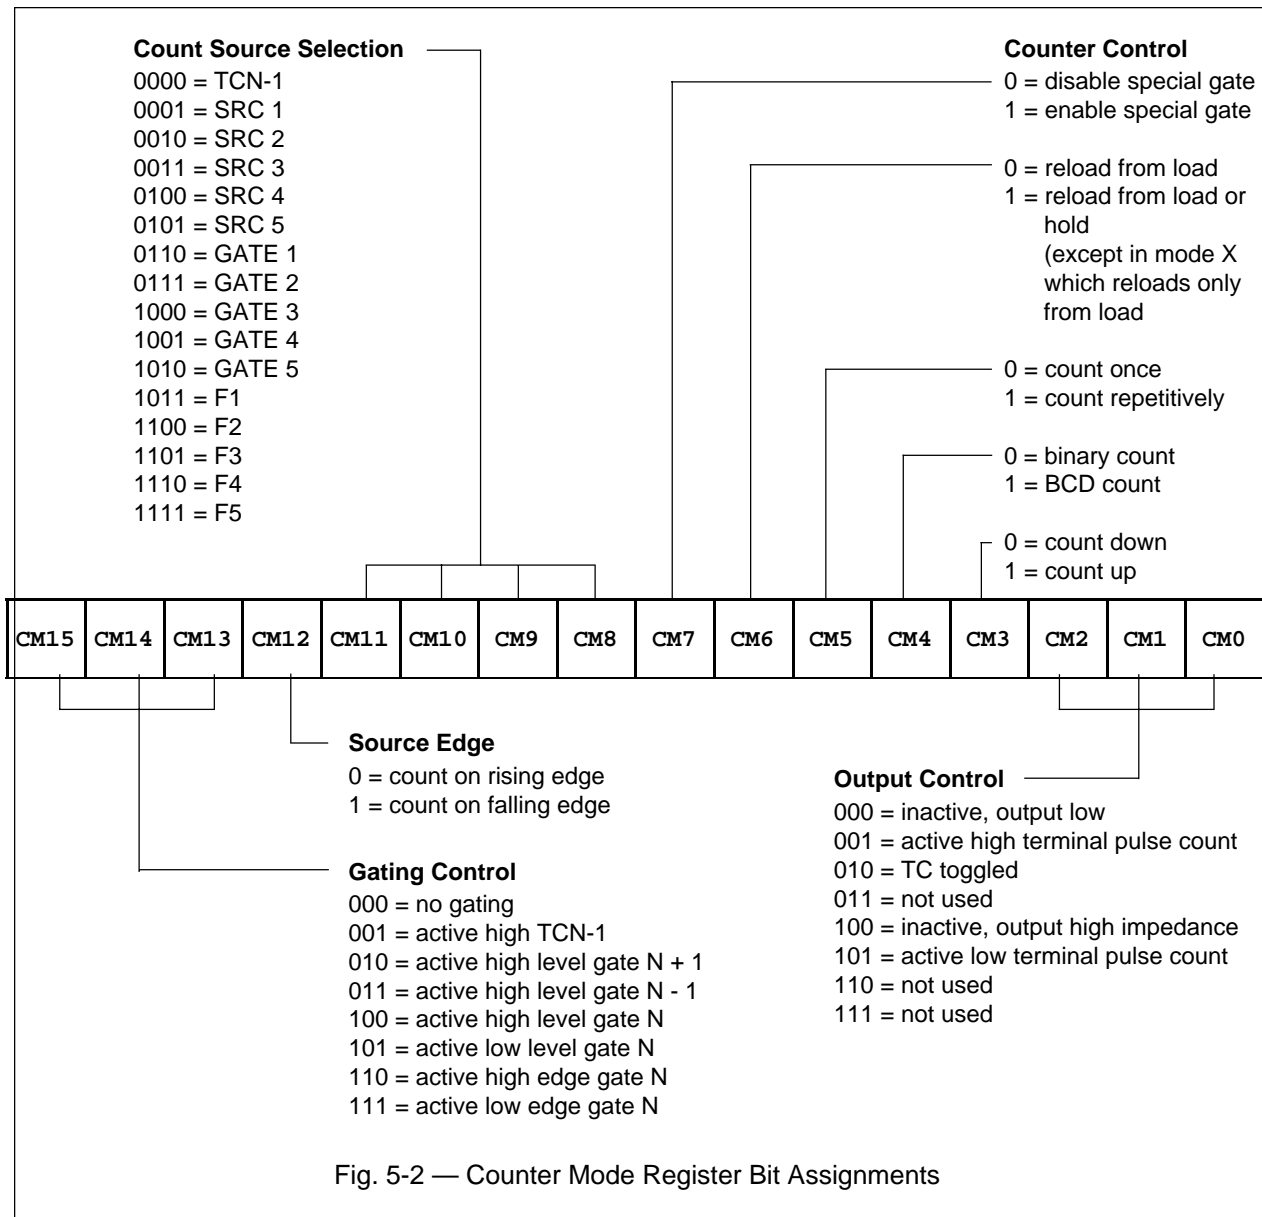 Count Source Selection
0000 = TCN-1
0001 = SRC 1
0010 = SRC 2
0011 = SRC 3
0100 = SRC 4
0101 = SRC 5
0110 = GATE 1
0111 = GATE 2
1000 = GATE 3
1001 = GATE 4
1010 = GATE 5
1011 = F1
1100 = F2
1101 = F3
1110 = F4
1111 = F5
Counter Control
0 = disable special gate
1 = enable special gate
0 = reload from load
1 = reload from load or
hold
(except in mode X
which reloads only
from load
0 = count once
1 = count repetitively
0 = binary count
1 = BCD count
0 = count down
1 = count up
CM15 CM14 CM13 CM12 CM11 CM10 CM9 CM8 CM7 CM6 CM5 CM4 CM3 CM2 CM1 CM0
Source Edge
0 = count on rising edge
1 = count on falling edge
Gating Control
000 = no gating
001 = active high TCN-1
010 = active high level gate N + 1
011 = active high level gate N - 1
100 = active high level gate N
101 = active low level gate N
110 = active high edge gate N
111 = active low edge gate N
Output Control
000 = inactive, output low
001 = active high terminal pulse count
010 = TC toggled
011 = not used
100 = inactive, output high impedance
101 = active low terminal pulse count
110 = not used
111 = not used
Fig. 5-2 — Counter Mode Register Bit Assignments